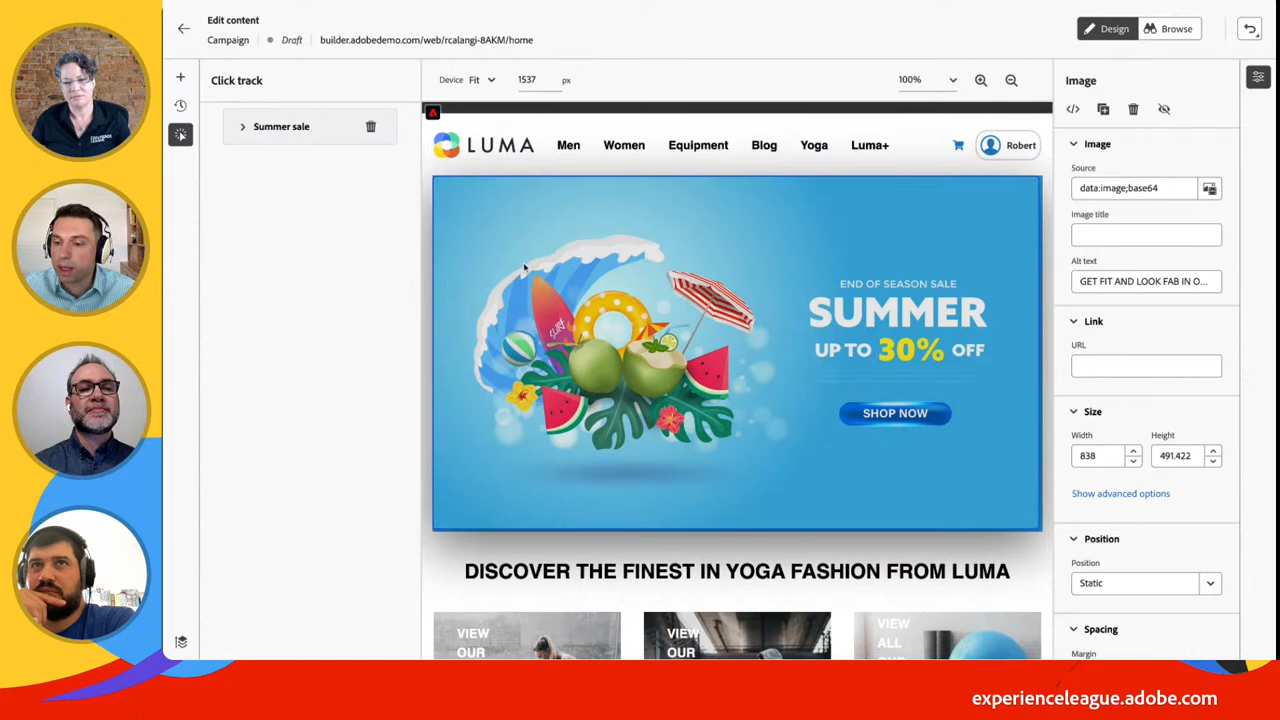 Edit content
Campaign Draft builder.adobedemo.com/web/rcalangi-8AKM/home
Design Browse
Click track
Summer sale
Device Fit 1537 px 100%
LUMA Men Women Equipment Blog Yoga Luma+ Robert
SURF
END OF SEASON SALE
SUMMER
UP TO 30% OFF
SHOP NOW
DISCOVER THE FINEST IN YOGA FASHION FROM LUMA
VIEW
OUR
VIEW
OUR
VIEW
ALL
Image
Image
Source
data:image;base64
Image title
Alt text
GET FIT AND LOOK FAB IN O...
Link
URL
Size
Width Height
838 491.422
Show advanced options
Position
Position
Static
Spacing
Margin
experienceleague.adobe.com